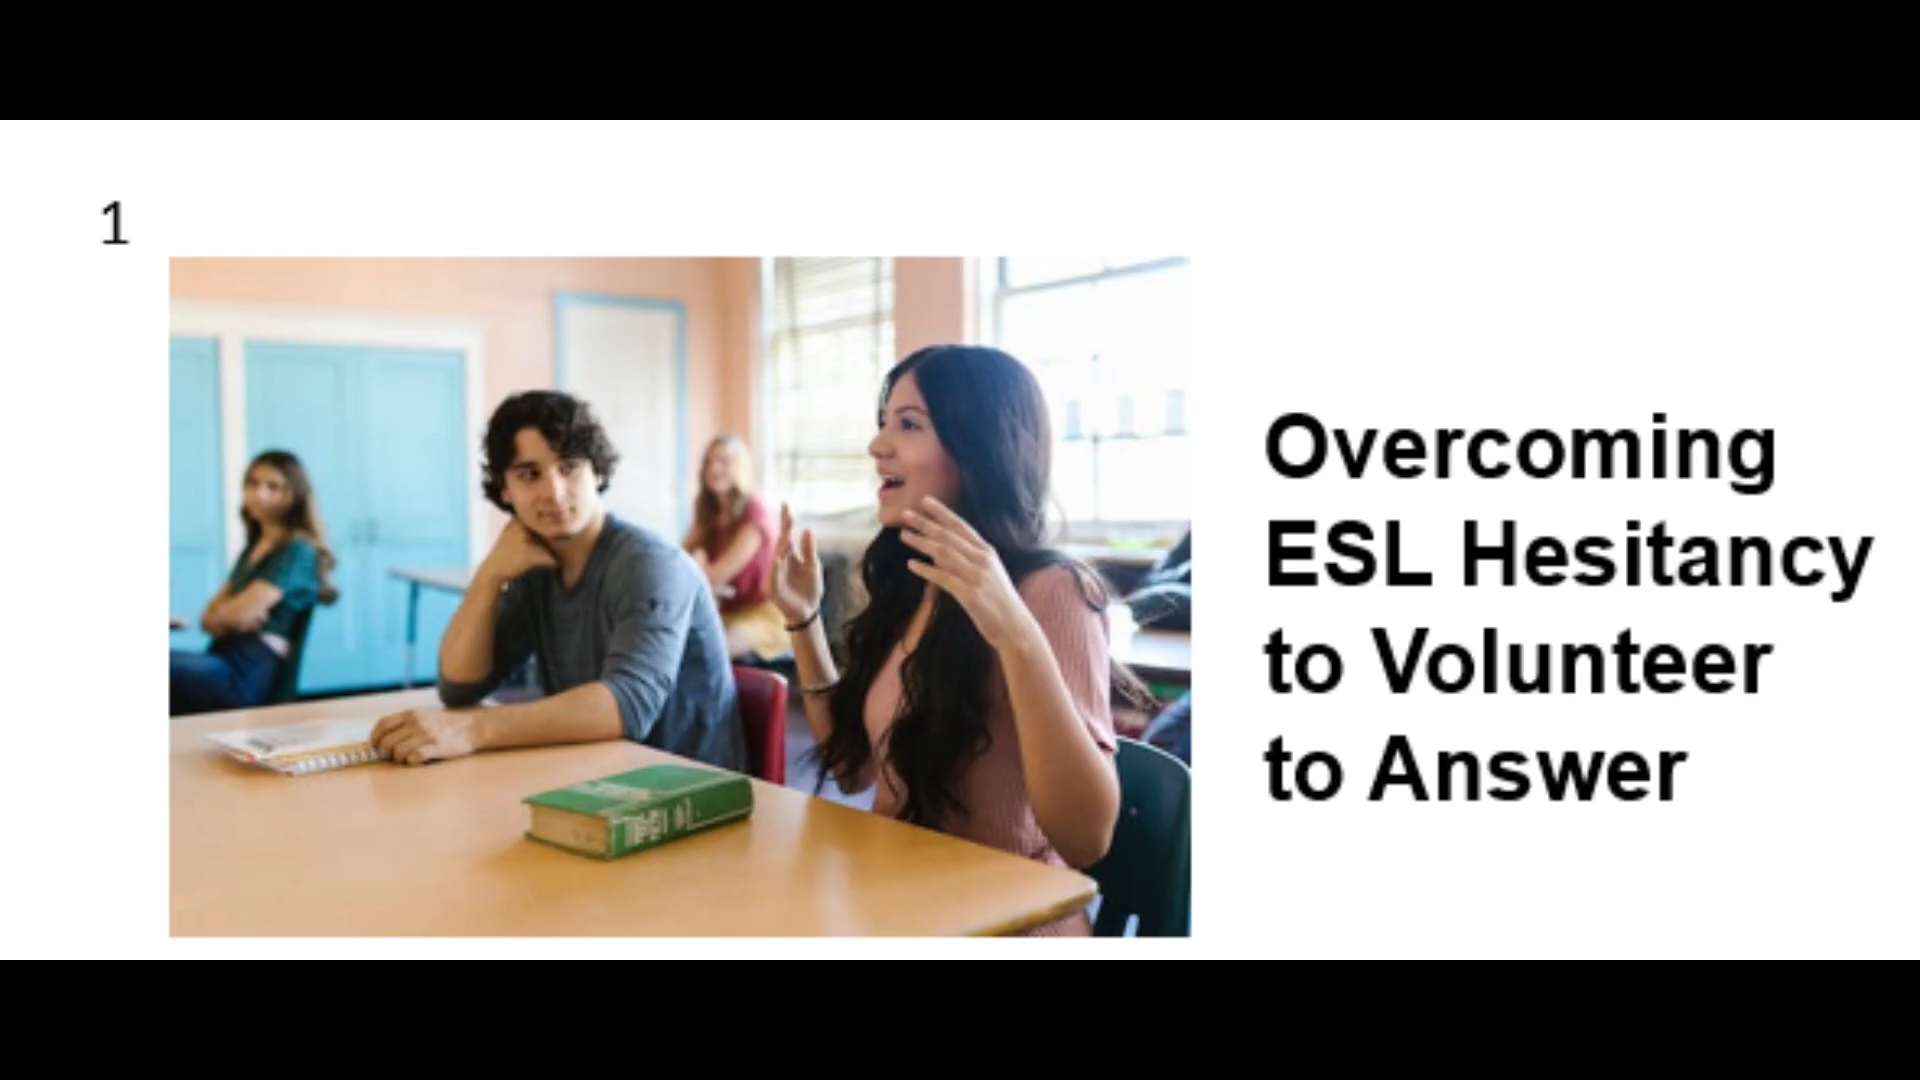 1
Overcoming
ESL Hesitancy
to Volunteer
to Answer